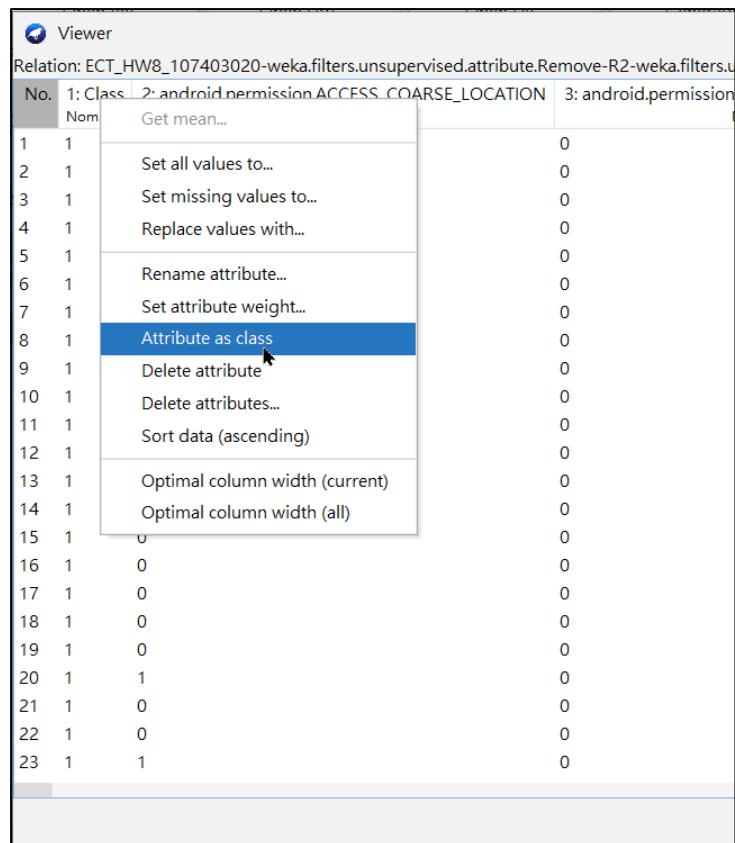 Viewer
Relation: ECT_HW8_107403020-weka.filters.unsupervised.attribute.Remove-R2-weka.filters.u
No. 1: Class 2: android.permission.ACCESS_COARSE_LOCATION 3: android.permission
Nom
Get mean...
1 1 0
Set all values to...
2 1 0
Set missing values to...
3 1 0
Replace values with...
4 1 0
5 1 0
Rename attribute...
6 1 0
Set attribute weight...
7 1 0
Attribute as class
8 1 0
Delete attribute
9 1 0
Delete attributes...
10 1 0
Sort data (ascending)
11 1 0
12 1 0
Optimal column width (current)
13 1 0
Optimal column width (all)
14 1 0
15 1 0 0
16 1 0 0
17 1 0 0
18 1 0 0
19 1 0 0
20 1 1 0
21 1 0 0
22 1 0 0
23 1 1 0